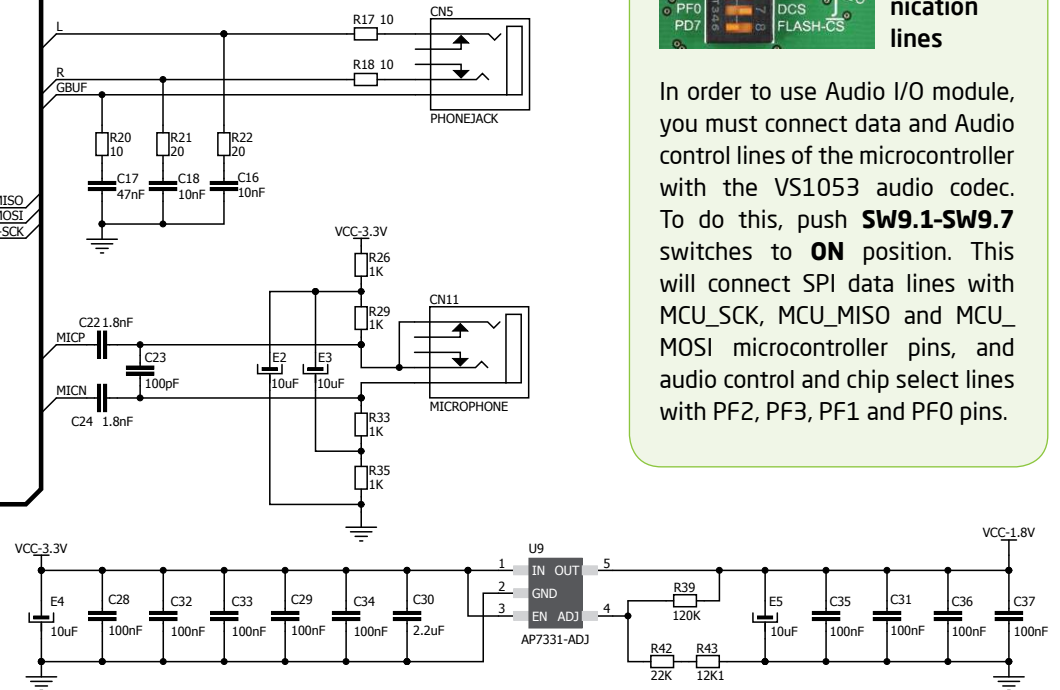 PF0
PD7
3 4 6
7 8
DCS
FLASH-CS
nication
lines
In order to use Audio I/O module,
you must connect data and Audio
control lines of the microcontroller
with the VS1053 audio codec.
To do this, push SW9.1-SW9.7
switches to ON position. This
will connect SPI data lines with
MCU_SCK, MCU_MISO and MCU_
MOSI microcontroller pins, and
audio control and chip select lines
with PF2, PF3, PF1 and PF0 pins.
L
R17 10
CN5
R
R18 10
GBUF
PHONEJACK
R20
10
R21
20
R22
20
C17
47nF
C18
10nF
C16
10nF
MISO
MOSI
-SCK
VCC-3.3V
R26
1K
R29
1K
CN11
C22 1.8nF
MICP
C23
100pF
E2
10uF
E3
10uF
MICN
C24 1.8nF
MICROPHONE
R33
1K
R35
1K
VCC-3.3V
E4
10uF
C28
100nF
C32
100nF
C33
100nF
C29
100nF
C34
100nF
C30
2.2uF
U9
1 IN OUT 5
2 GND
3 EN ADJ 4
AP7331-ADJ
R39
120K
R42
22K
R43
12K1
VCC-1.8V
E5
10uF
C35
100nF
C31
100nF
C36
100nF
C37
100nF